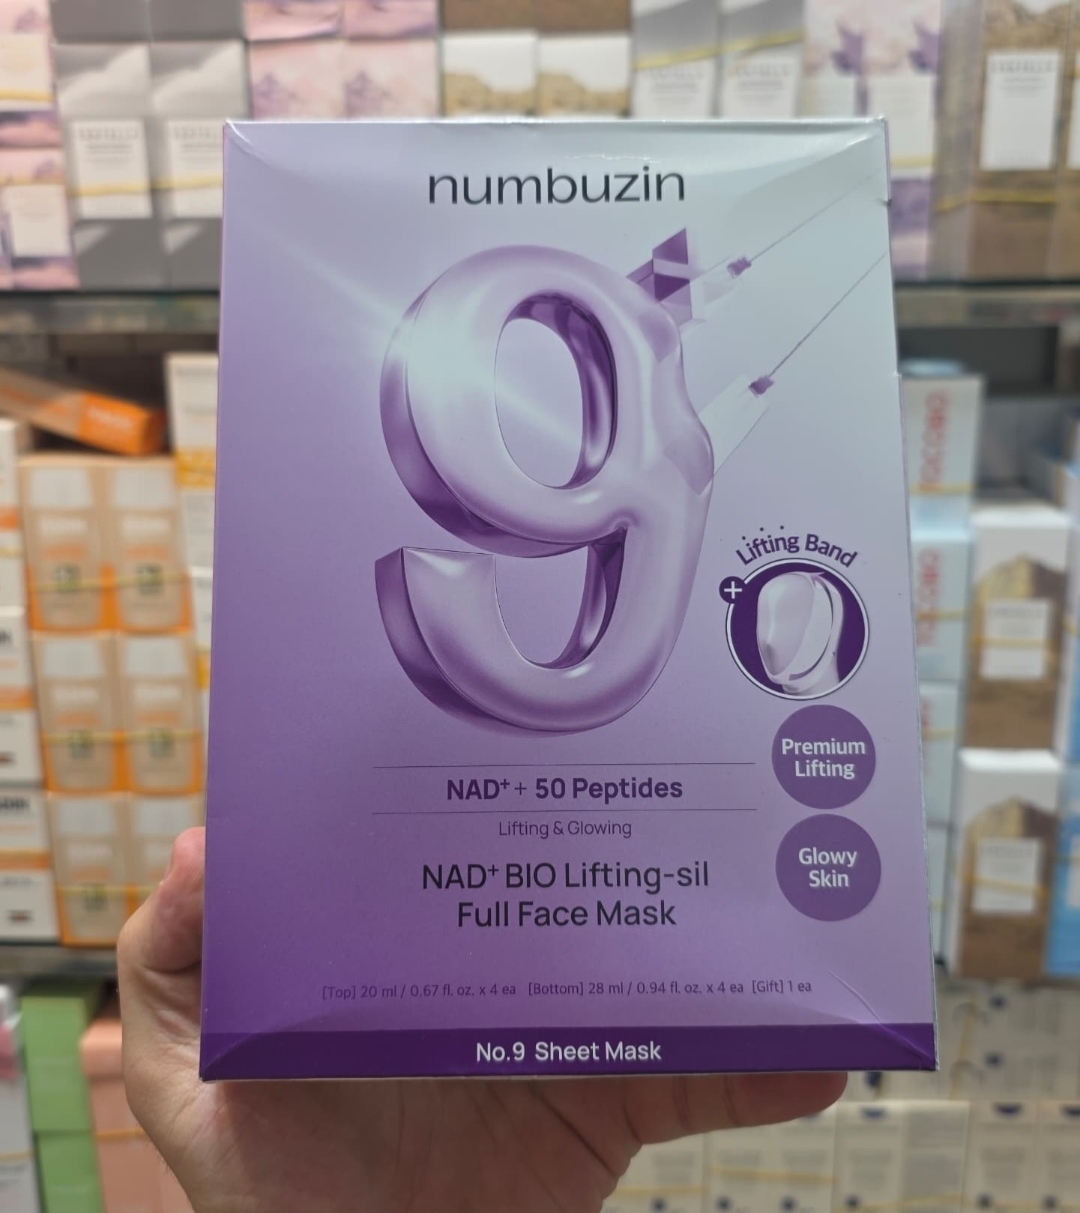 numbuzin
9
Lifting Band
+
Premium
Lifting
NAD⁺ + 50 Peptides
Lifting & Glowing
Glowy
Skin
NAD⁺ BIO Lifting-sil
Full Face Mask
[Top] 20 ml / 0.67 fl. oz. x 4 ea [Bottom] 28 ml / 0.94 fl. oz. x 4 ea [Gift] 1 ea
No.9 Sheet Mask